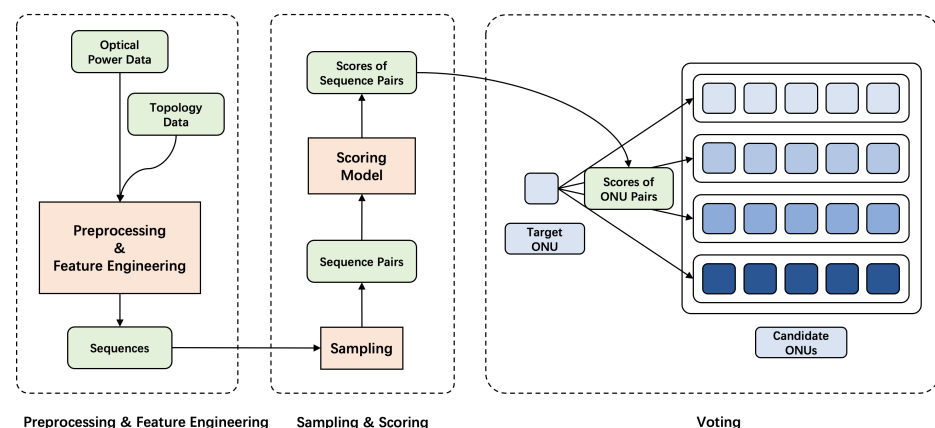 Optical
Power Data
Topology
Data
Preprocessing
&
Feature Engineering
Sequences
Scores of
Sequence Pairs
Scoring
Model
Sequence Pairs
Sampling
Scores of
ONU Pairs
Target
ONU
Candidate
ONUs
Preprocessing & Feature Engineering
Sampling & Scoring
Voting